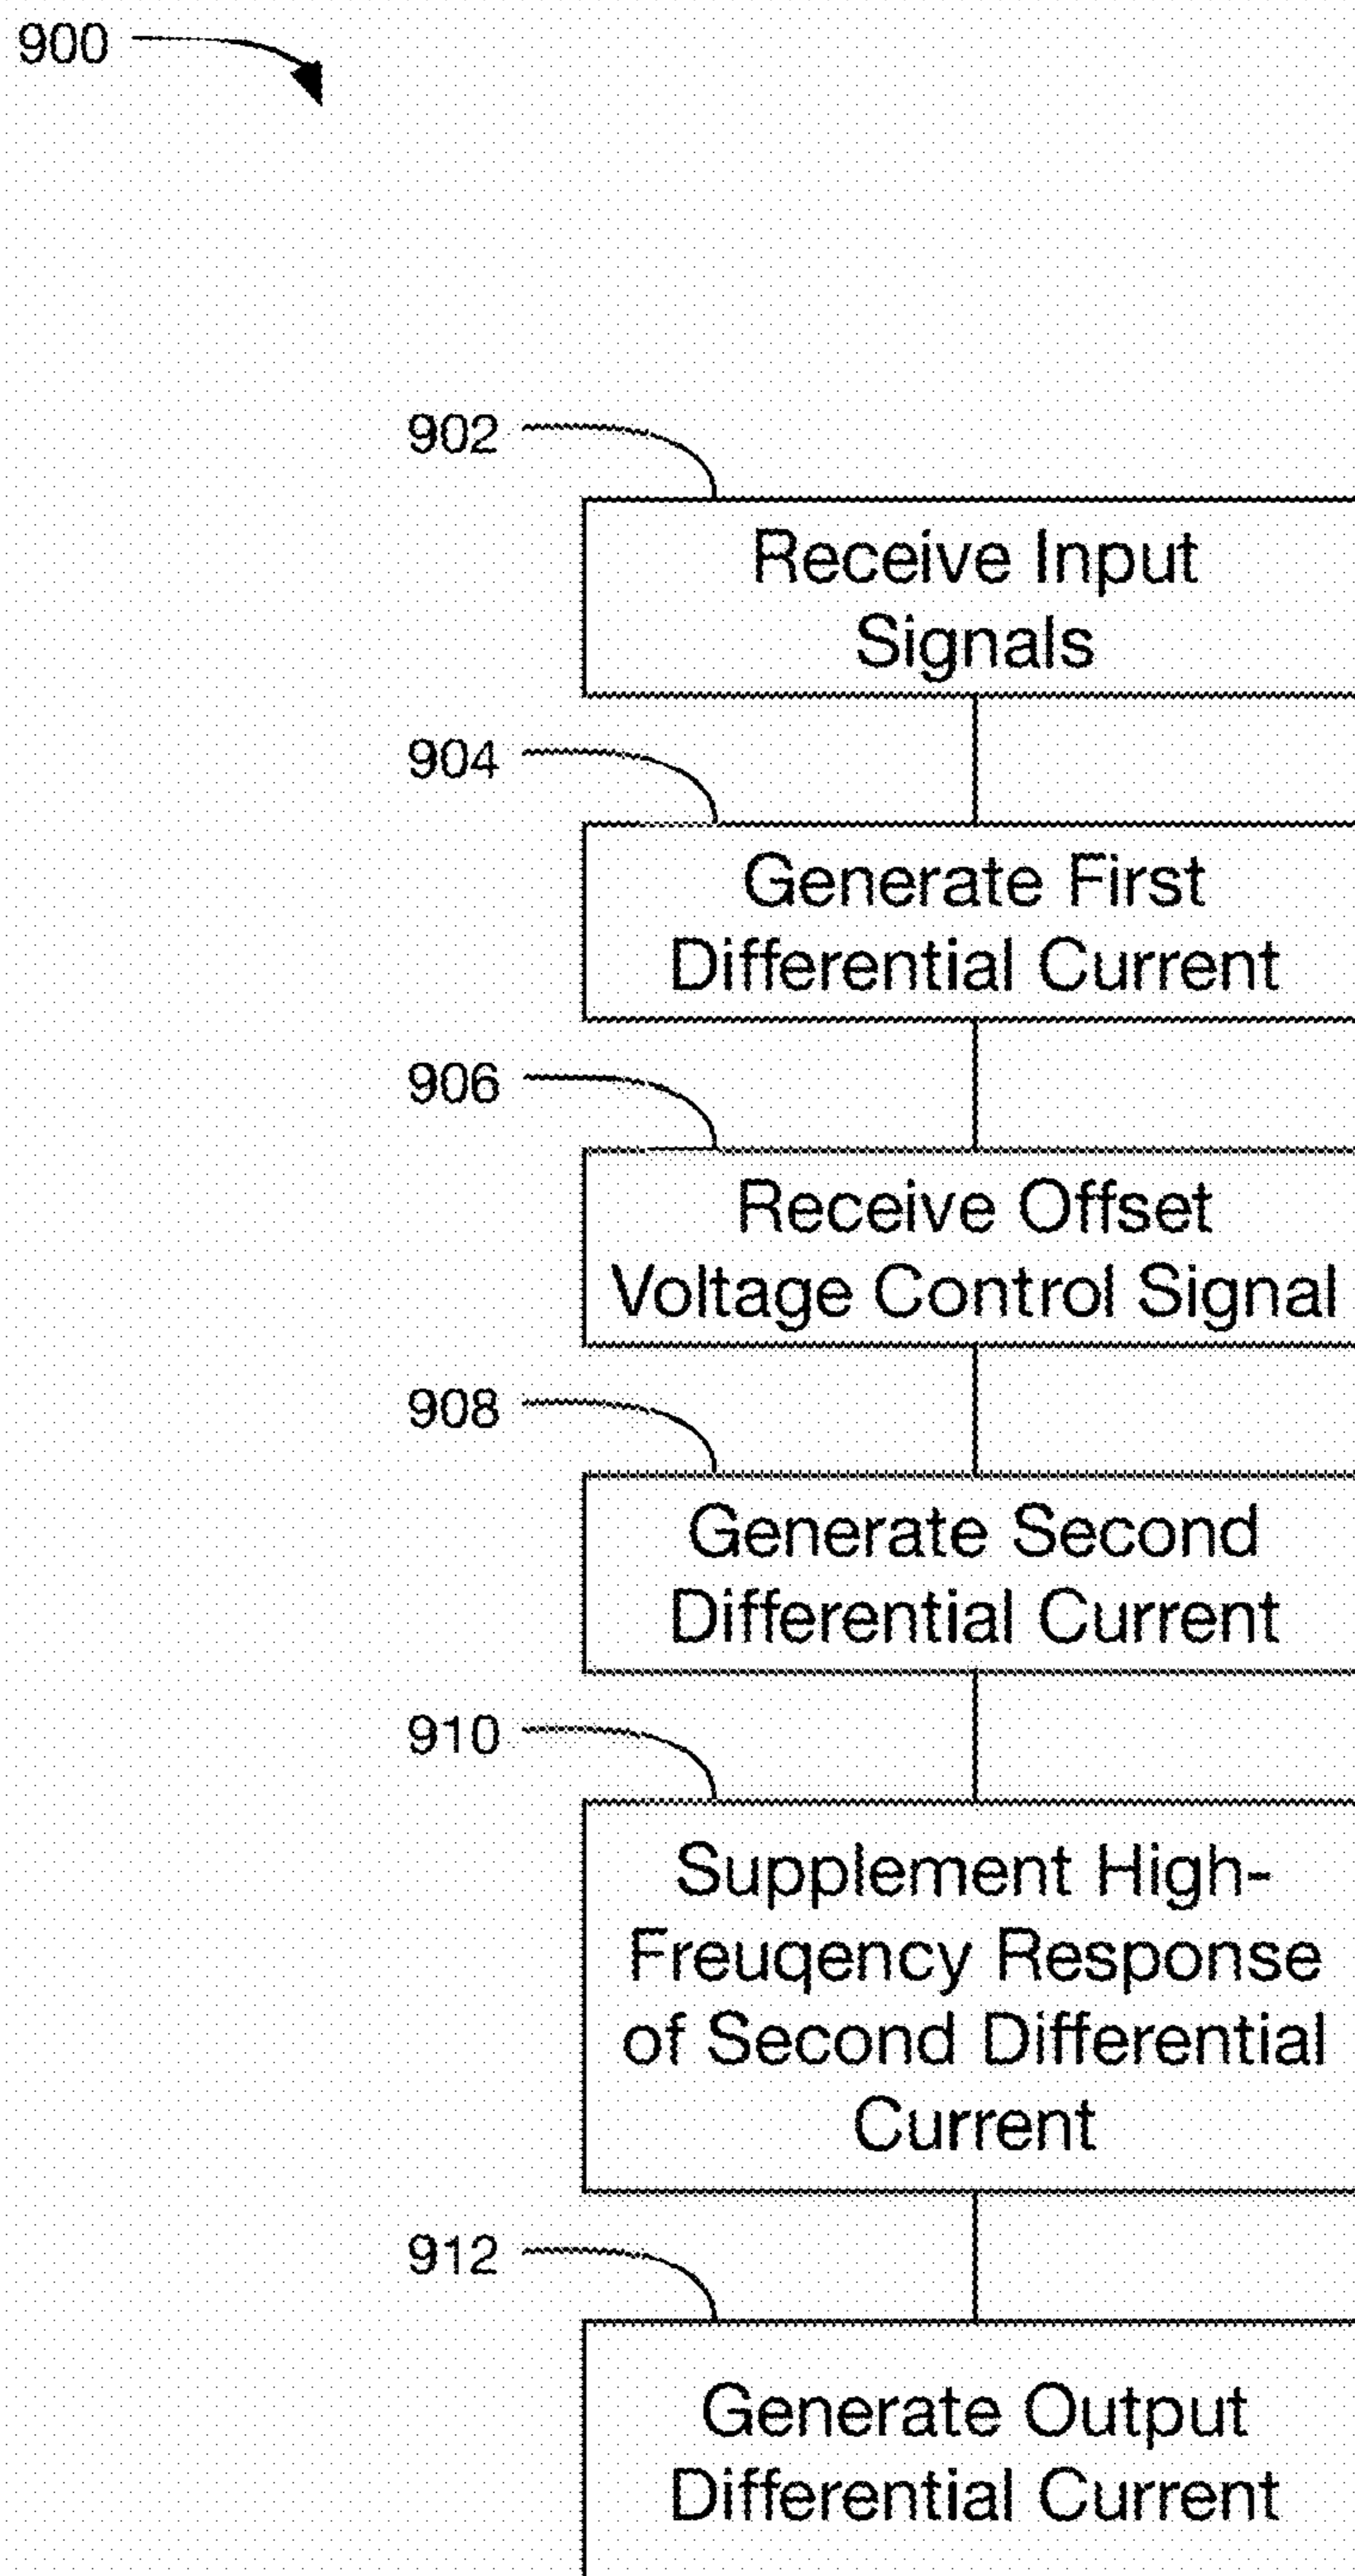 900
902
Receive Input
Signals
904
Generate First
Differential Current
906
Receive Offset
Voltage Control Signal
908
Generate Second
Differential Current
910
Supplement High-
Freuqency Response
of Second Differential
Current
912
Generate Output
Differential Current